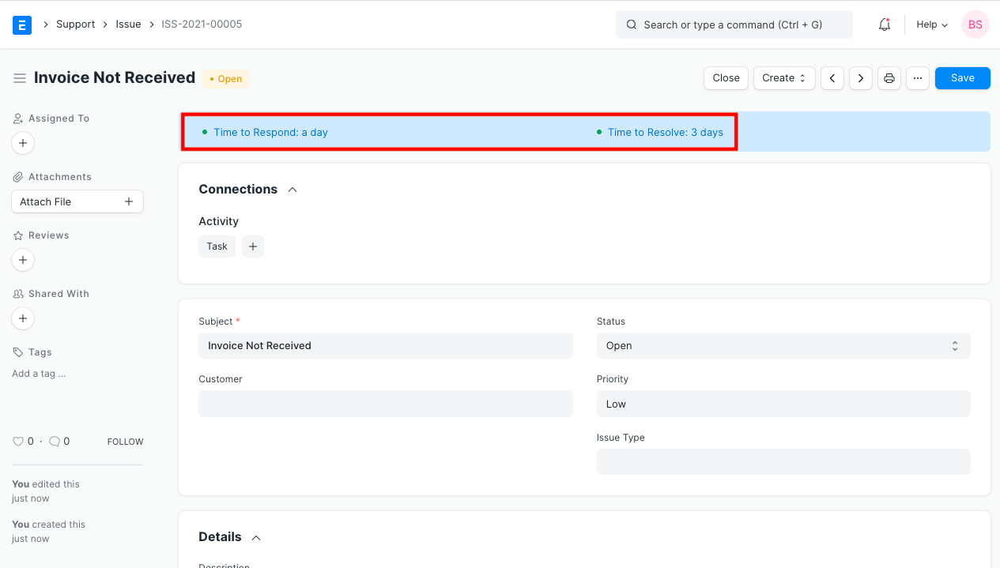 E
Support
Issue
ISS-2021-00005
Search or type a command (Ctrl + G)
Help
BS
Invoice Not Received
Open
Close
Create
Save
Assigned To
Attachments
Attach File
Reviews
Shared With
Tags
Add a tag ...
0 · 0
FOLLOW
You edited this
just now
You created this
just now
Time to Respond: a day
Time to Resolve: 3 days
Connections
Activity
Task
Subject *
Invoice Not Received
Customer
Status
Open
Priority
Low
Issue Type
Details
Description